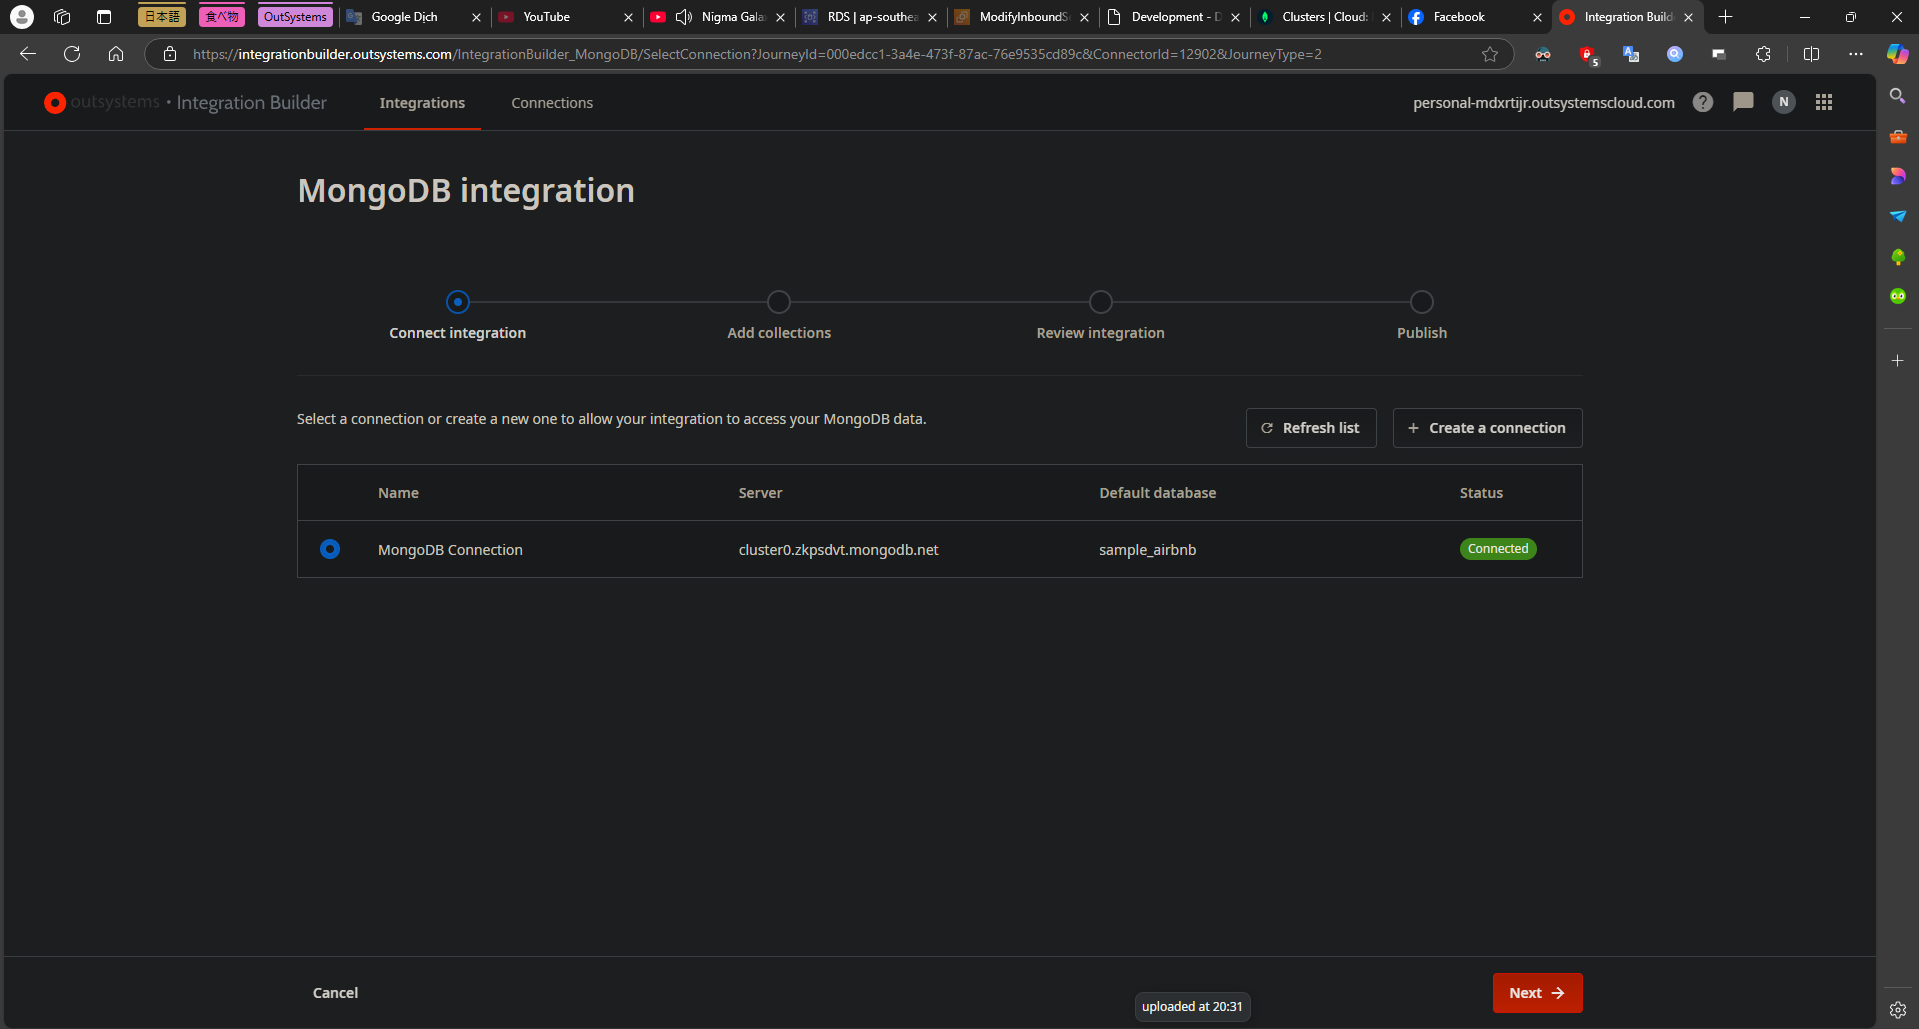 日本語
食べ物
OutSystems
Google Dịch
YouTube
Nigma Gala
RDS | ap-southea
ModifyInboundS
Development - D
Clusters | Cloud:
Facebook
Integration Build
https://integrationbuilder.outsystems.com/IntegrationBuilder_MongoDB/SelectConnection?JourneyId=000edcc1-3a4e-473f-87ac-76e9535cd89c&ConnectorId=12902&JourneyType=2
5
outsystems • Integration Builder
Integrations
Connections
personal-mdxrtijr.outsystemscloud.com
N
MongoDB integration
Connect integration
Add collections
Review integration
Publish
Select a connection or create a new one to allow your integration to access your MongoDB data.
Refresh list
+ Create a connection
Name Server Default database Status
MongoDB Connection cluster0.zkpsdvt.mongodb.net sample_airbnb Connected
Cancel
uploaded at 20:31
Next →